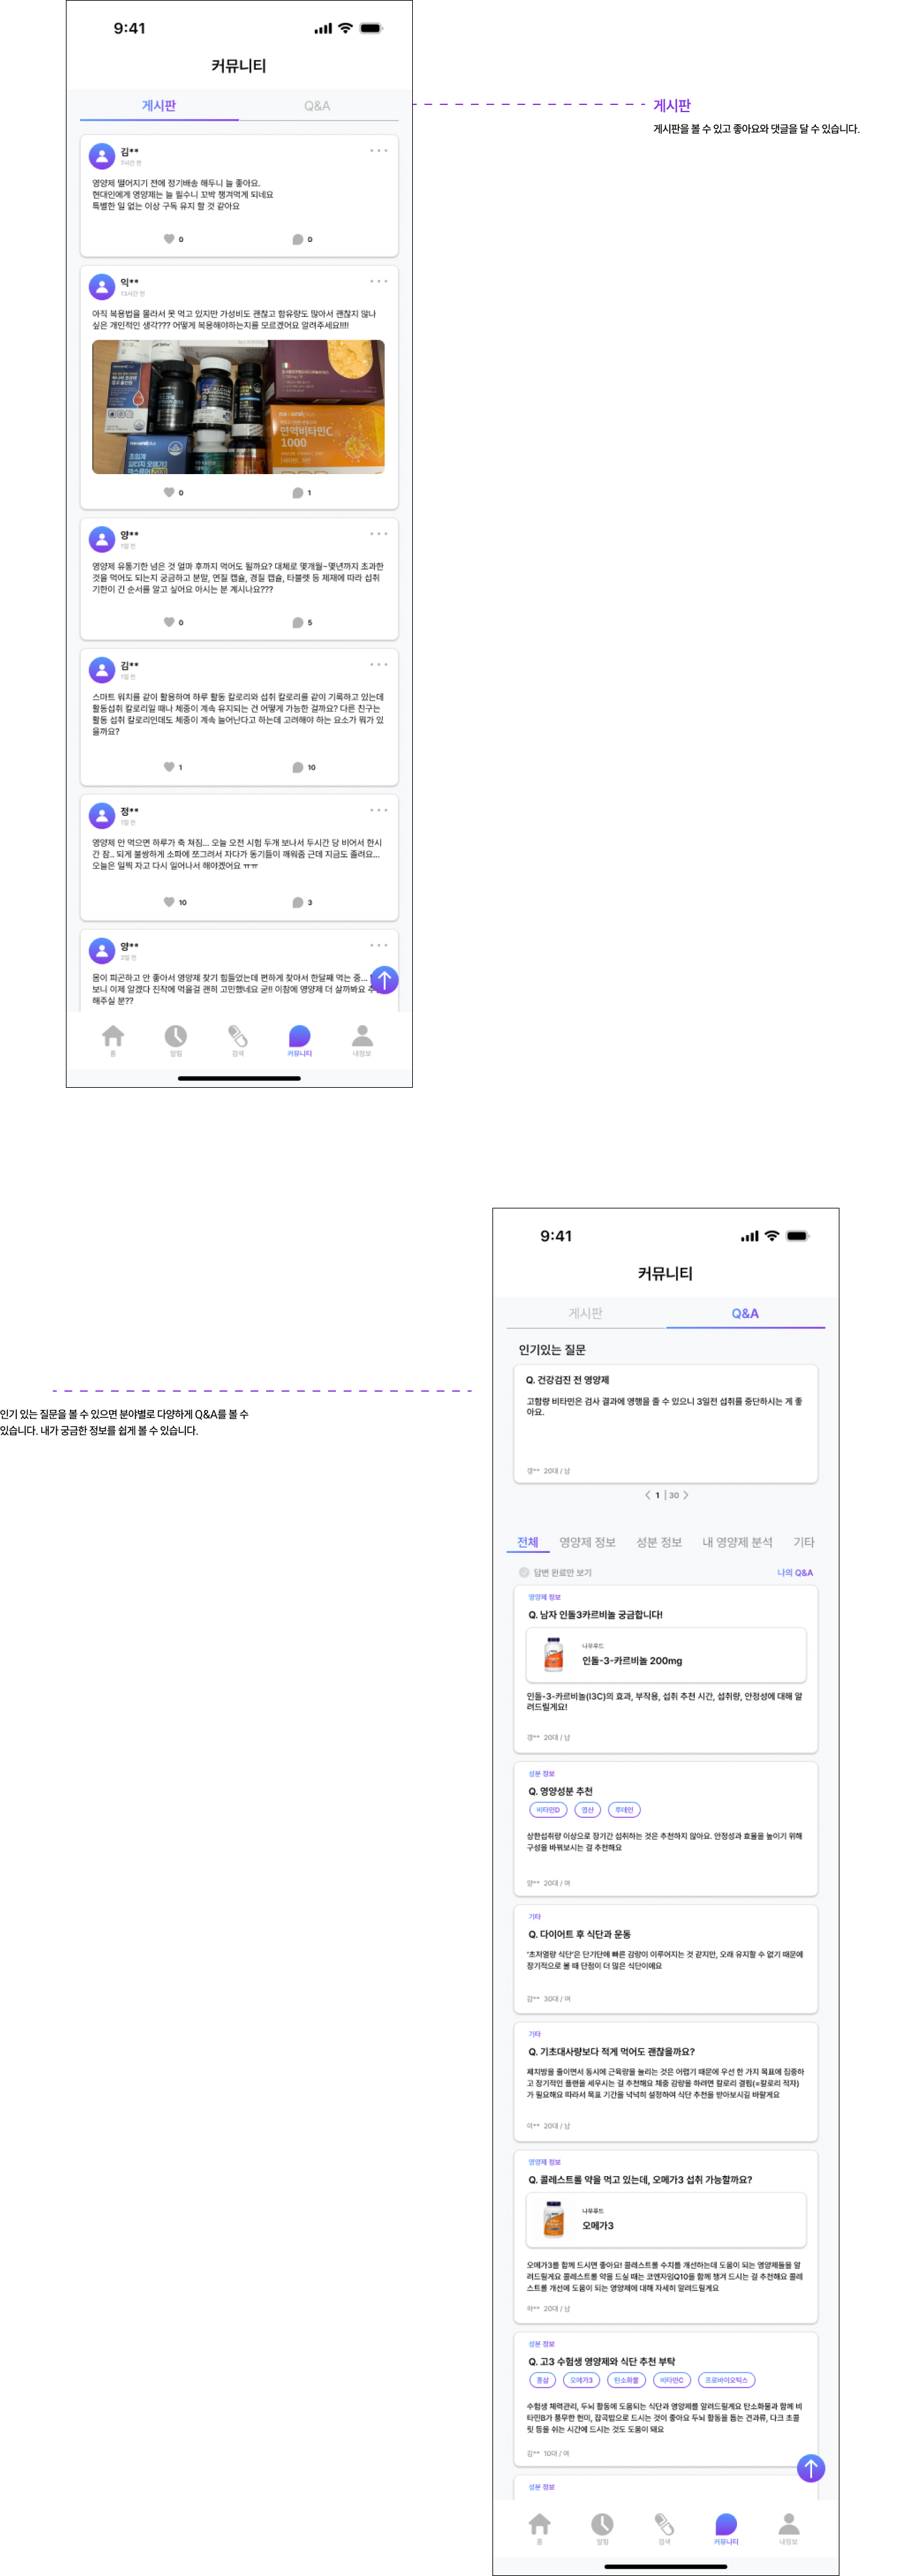 9:41
커뮤니티
게시판
Q&A
게시판
게시판을 볼 수 있고 좋아요와 댓글을 달 수 있습니다.
김**
7시간 전
영양제 떨어지기 전에 정기배송 해두니 늘 좋아요.
현대인에게 영양제는 늘 필수니 꼬박 챙겨먹게 되네요
특별한 일 없는 이상 구독 유지 할 것 같아요
0
0
익**
13시간 전
아직 복용법을 몰라서 못 먹고 있지만 가성비도 괜찮고 함유량도 많아서 괜찮지 않나
싶은 개인적인 생각??? 어떻게 복용해야하는지를 모르겠어요 알려주세요!!!!
면역비타민C
1000
0
1
양**
1일 전
영양제 유통기한 넘은 것 얼마 후까지 먹어도 될까요? 대체로 몇개월~몇년까지 초과한
것을 먹어도 되는지 궁금하고 분말, 연질 캡슐, 경질 캡슐, 타블렛 등 제재에 따라 섭취
기한이 긴 순서를 알고 싶어요 아시는 분 계시나요???
0
5
김**
1일 전
스마트 워치를 같이 활용하여 하루 활동 칼로리와 섭취 칼로리를 같이 기록하고 있는데
활동섭취 칼로리일 때나 체중이 계속 유지되는 건 어떻게 가능한 걸까요? 다른 친구는
활동 섭취 칼로리인데도 체중이 계속 늘어난다고 하는데 고려해야 하는 요소가 뭐가 있
을까요?
1
10
정**
1일 전
영양제 안 먹으면 하루가 축 쳐짐... 오늘 오전 시험 두개 보나서 두시간 당 비어서 한시
간 잠.. 되게 불쌍하게 소파에 쪼그려서 자다가 동기들이 깨워줌 근데 지금도 졸려요...
오늘은 일찍 자고 다시 일어나서 해야겠어요 ㅠㅠ
10
3
양**
2일 전
몸이 피곤하고 안 좋아서 영양제 찾기 힘들었는데 편하게 찾아서 한달째 먹는 중...
보니 이제 알겠다 진작에 먹을걸 괜히 고민했네요 굳!! 이참에 영양제 더 살까봐요 추
해주실 분??
홈
알림
검색
커뮤니티
내정보
9:41
커뮤니티
게시판
Q&A
인기 있는 질문을 볼 수 있으면 분야별로 다양하게 Q&A를 볼 수
있습니다. 내가 궁금한 정보를 쉽게 볼 수 있습니다.
인기있는 질문
Q. 건강검진 전 영양제
고함량 비타민은 검사 결과에 영행을 줄 수 있으니 3일전 섭취를 중단하시는 게 좋
아요.
갱** 20대 / 남
1 | 30
전체
영양제 정보
성분 정보
내 영양제 분석
기타
답변 완료만 보기
나의 Q&A
영양제 정보
Q. 남자 인돌3카르비놀 궁금합니다!
나우푸드
인돌-3-카르비놀 200mg
인돌-3-카르비놀(I3C)의 효과, 부작용, 섭취 추천 시간, 섭취량, 안정성에 대해 알
려드릴게요!
갱** 20대 / 남
성분 정보
Q. 영양성분 추천
비타민D
엽산
루테인
상한섭취량 이상으로 장기간 섭취하는 것은 추천하지 않아요. 안정성과 효율을 높이기 위해
구성을 바꿔보시는 걸 추천해요
양** 20대 / 여
기타
Q. 다이어트 후 식단과 운동
'초저열량 식단'은 단기단에 빠른 감량이 이루어지는 것 같지만, 오래 유지할 수 없기 때문에
장기적으로 볼 때 단점이 더 많은 식단이에요
감** 30대 / 여
기타
Q. 기초대사량보다 적게 먹어도 괜찮을까요?
체지방을 줄이면서 동시에 근육량을 늘리는 것은 어렵기 때문에 우선 한 가지 목표에 집중하
고 장기적인 플랜을 세우시는 걸 추천해요 체중 감량을 하려면 칼로리 결핍(=칼로리 적자)
가 필요해요 따라서 목표 기간을 넉넉히 설정하여 식단 추천을 받아보시길 바랄게요
이** 20대 / 남
영양제 정보
Q. 콜레스트롤 약을 먹고 있는데, 오메가3 섭취 가능할까요?
나우푸드
오메가3
오메가3를 함께 드시면 좋아요! 콜레스트롤 수치를 개선하는데 도움이 되는 영양제들을 알
려드릴게요 콜레스트롤 약을 드실 때는 코엔자임Q10을 함께 챙겨 드시는 걸 추천해요 콜레
스트롤 개선에 도움이 되는 영양제에 대해 자세히 알려드릴게요
20대 / 남
성분 정보
Q. 고3 수험생 영양제와 식단 추천 부탁
홍삼
오메가3
탄소화물
비타민C
프로바이오틱스
수험생 체력관리, 두뇌 활동에 도움되는 식단과 영양제를 알려드릴게요 탄소화물과 함께 비
타민B가 풍부한 현미, 잡곡밥으로 드시는 것이 좋아요 두뇌 활동을 돕는 견과류, 다크 초콜
릿 등을 쉬는 시간에 드시는 것도 도움이 돼요
김** 10대 / 여
성분 정보
홈
알림
검색
커뮤니티
내정보